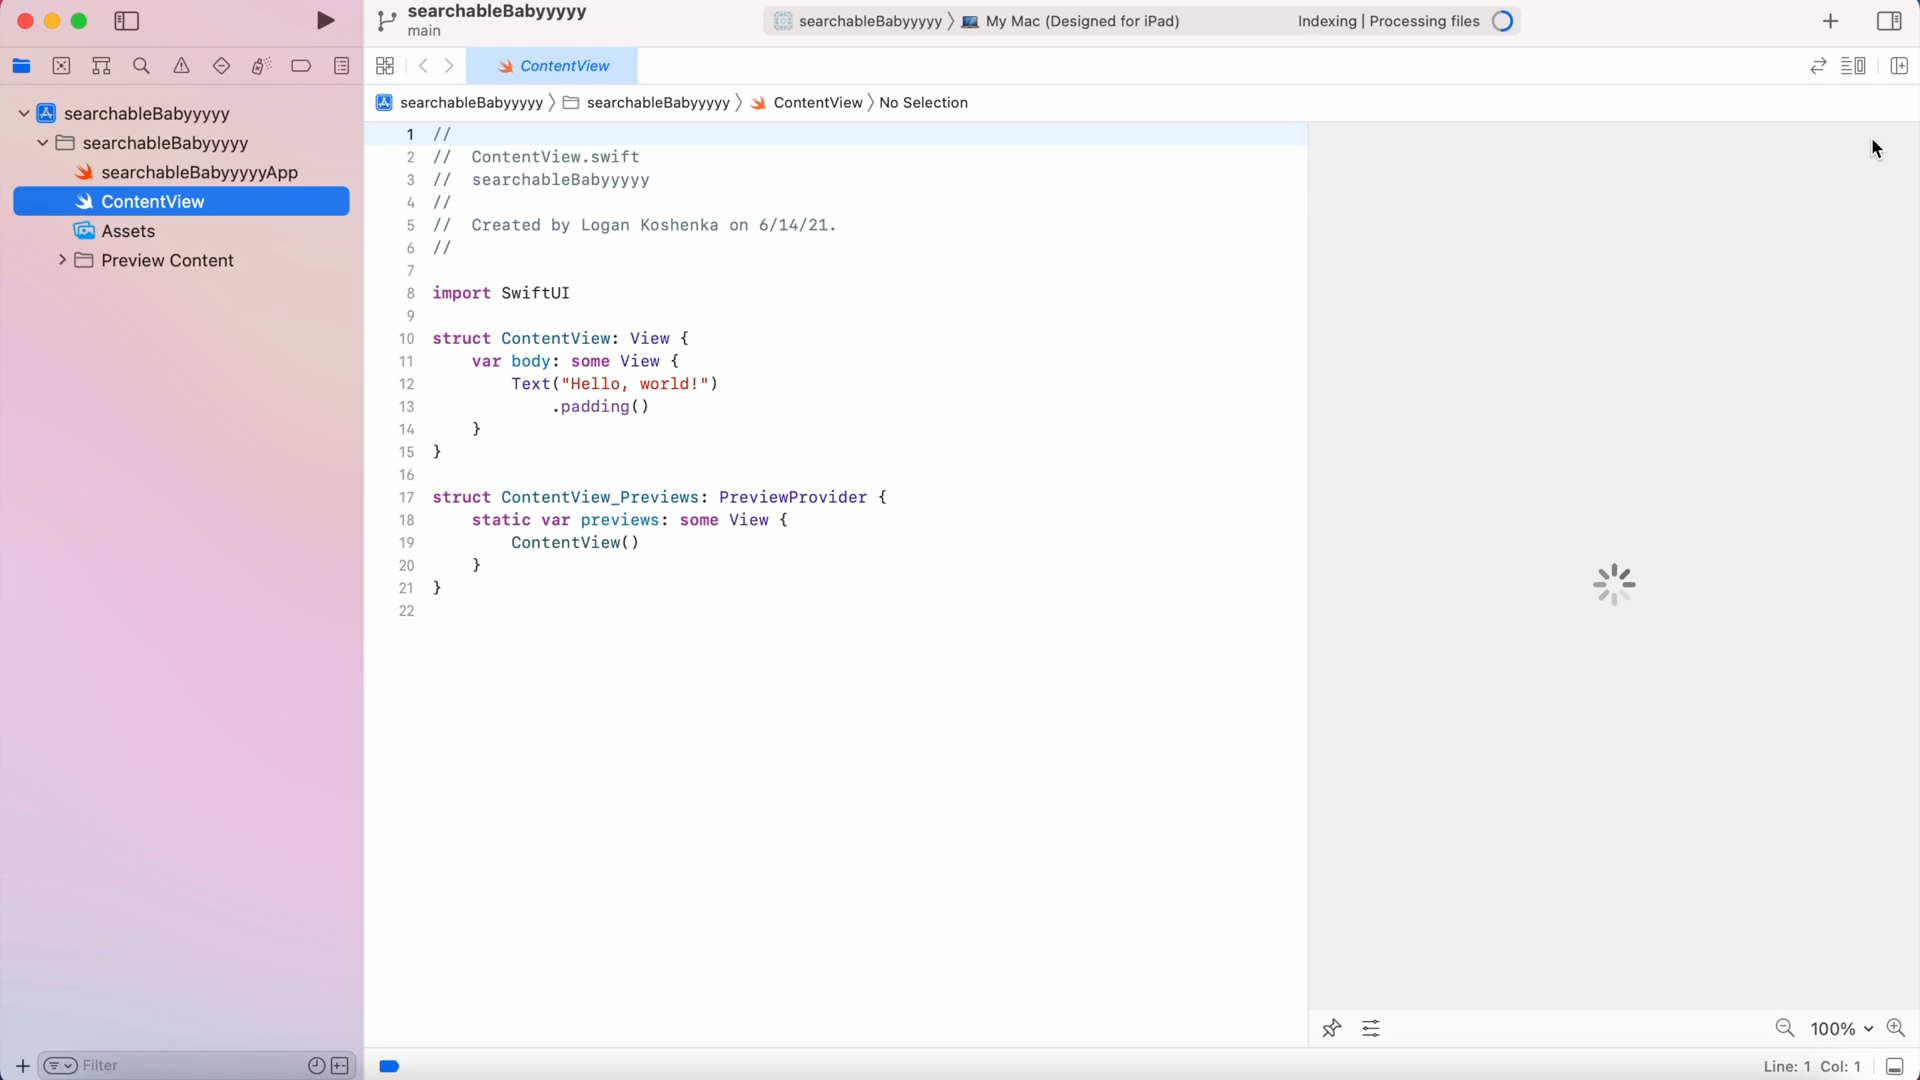 searchableBabyyyyy
main
searchableBabyyyyy 〉 My Mac (Designed for iPad)
Indexing | Processing files
ContentView
searchableBabyyyyy 〉 searchableBabyyyyy 〉 ContentView 〉 No Selection
searchableBabyyyyy
searchableBabyyyyy
searchableBabyyyyyApp
ContentView
Assets
Preview Content
1 //
2 //  ContentView.swift
3 //  searchableBabyyyyy
4 //
5 //  Created by Logan Koshenka on 6/14/21.
6 //
7
8 import SwiftUI
9
10 struct ContentView: View {
11     var body: some View {
12         Text("Hello, world!")
13             .padding()
14     }
15 }
16
17 struct ContentView_Previews: PreviewProvider {
18     static var previews: some View {
19         ContentView()
20     }
21 }
22
100%
Filter
Line: 1 Col: 1